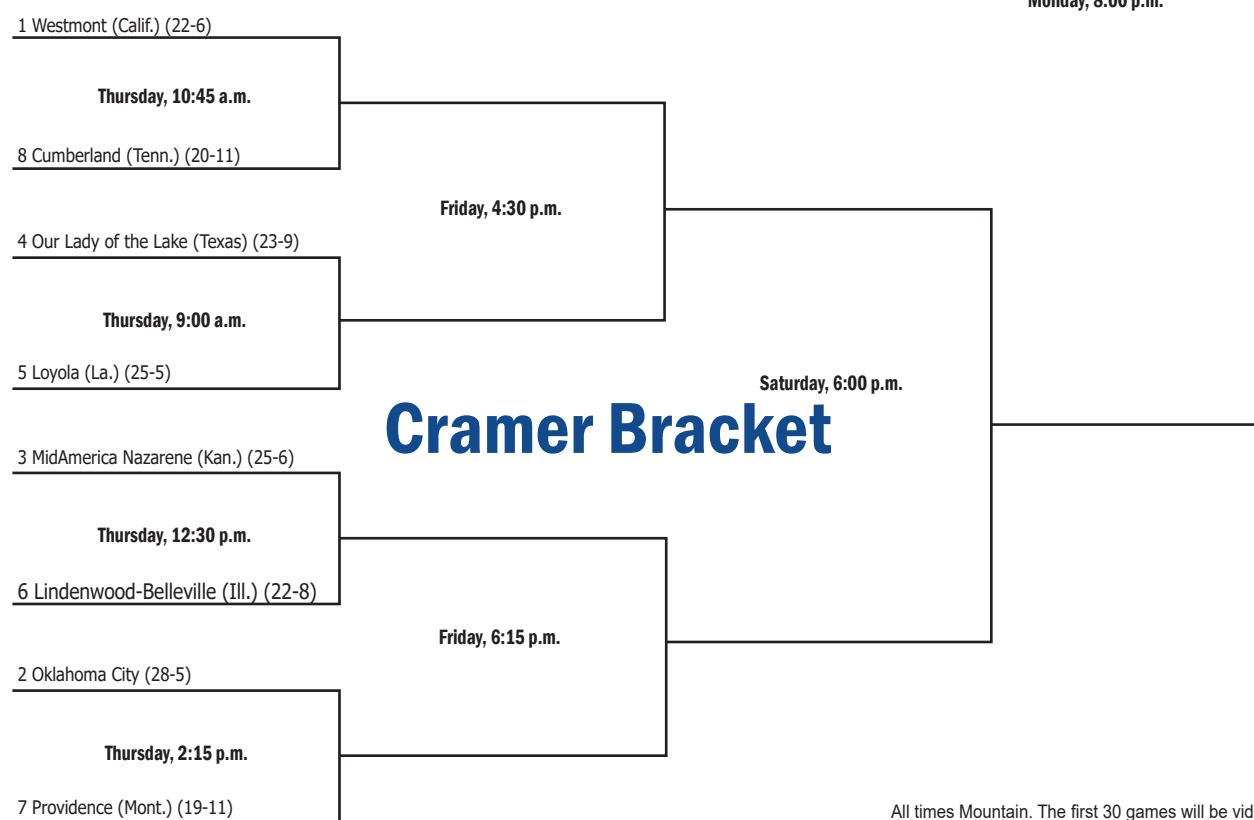 Monday, 8:00 p.m.
1 Westmont (Calif.) (22-6)
Thursday, 10:45 a.m.
8 Cumberland (Tenn.) (20-11)
Friday, 4:30 p.m.
4 Our Lady of the Lake (Texas) (23-9)
Thursday, 9:00 a.m.
5 Loyola (La.) (25-5)
Saturday, 6:00 p.m.
Cramer Bracket
3 MidAmerica Nazarene (Kan.) (25-6)
Thursday, 12:30 p.m.
6 Lindenwood-Belleville (Ill.) (22-8)
Friday, 6:15 p.m.
2 Oklahoma City (28-5)
Thursday, 2:15 p.m.
7 Providence (Mont.) (19-11)
All times Mountain. The first 30 games will be vid